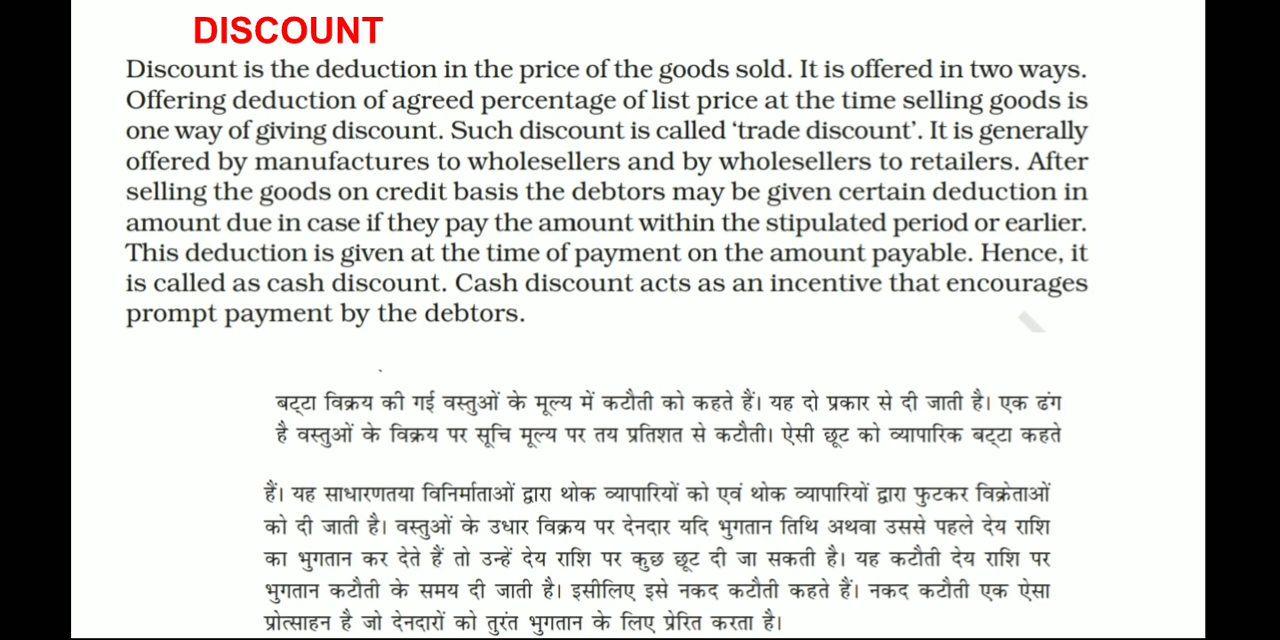 DISCOUNT
Discount is the deduction in the price of the goods sold. It is offered in two ways.
Offering deduction of agreed percentage of list price at the time selling goods is
one way of giving discount. Such discount is called ‘trade discount’. It is generally
offered by manufactures to wholesellers and by wholesellers to retailers. After
selling the goods on credit basis the debtors may be given certain deduction in
amount due in case if they pay the amount within the stipulated period or earlier.
This deduction is given at the time of payment on the amount payable. Hence, it
is called as cash discount. Cash discount acts as an incentive that encourages
prompt payment by the debtors.
बट्टा विक्रय की गई वस्तुओं के मूल्य में कटौती को कहते हैं। यह दो प्रकार से दी जाती है। एक ढंग
है वस्तुओं के विक्रय पर सूचि मूल्य पर तय प्रतिशत से कटौती। ऐसी छूट को व्यापारिक बट्टा कहते
हैं। यह साधारणतया विनिर्माताओं द्वारा थोक व्यापारियों को एवं थोक व्यापारियों द्वारा फुटकर विक्रेताओं
को दी जाती है। वस्तुओं के उधार विक्रय पर देनदार यदि भुगतान तिथि अथवा उससे पहले देय राशि
का भुगतान कर देते हैं तो उन्हें देय राशि पर कुछ छूट दी जा सकती है। यह कटौती देय राशि पर
भुगतान कटौती के समय दी जाती है। इसीलिए इसे नकद कटौती कहते हैं। नकद कटौती एक ऐसा
प्रोत्साहन है जो देनदारों को तुरंत भुगतान के लिए प्रेरित करता है।